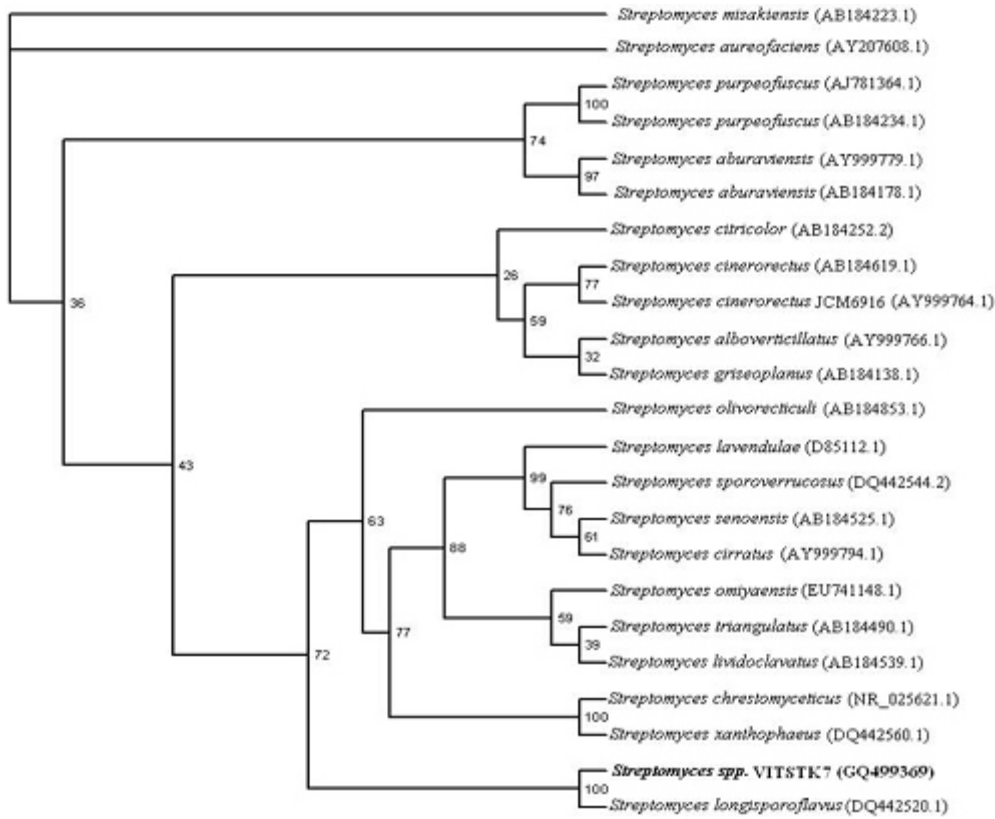 Streptomyces misakiensis (AB184223.1)
Streptomyces aureofaciens (AY207608.1)
Streptomyces purpeofuscus (AJ781364.1)
100
Streptomyces purpeofuscus (AB184234.1)
74
Streptomyces aburaviensis (AY999779.1)
97
Streptomyces aburaviensis (AB184178.1)
Streptomyces citricolor (AB184252.2)
26
Streptomyces cinerorectus (AB184619.1)
77
36
Streptomyces cinerorectus JCM6916 (AY999764.1)
59
Streptomyces alboverticillatus (AY999766.1)
32
Streptomyces griseoplanus (AB184138.1)
Streptomyces olivorecticuli (AB184853.1)
Streptomyces lavendulae (D85112.1)
43
99
Streptomyces sporoverrucosus (DQ442544.2)
76
Streptomyces senoensis (AB184525.1)
63
61
Streptomyces cirratus (AY999794.1)
88
Streptomyces omiyaensis (EU741148.1)
59
Streptomyces triangulatus (AB184490.1)
77
39
72
Streptomyces lividoclavatus (AB184539.1)
Streptomyces chrestomyceticus (NR_025621.1)
100
Streptomyces xanthophaeus (DQ442560.1)
Streptomyces spp. VITSTK7 (GQ499369)
100
Streptomyces longisporoflavus (DQ442520.1)